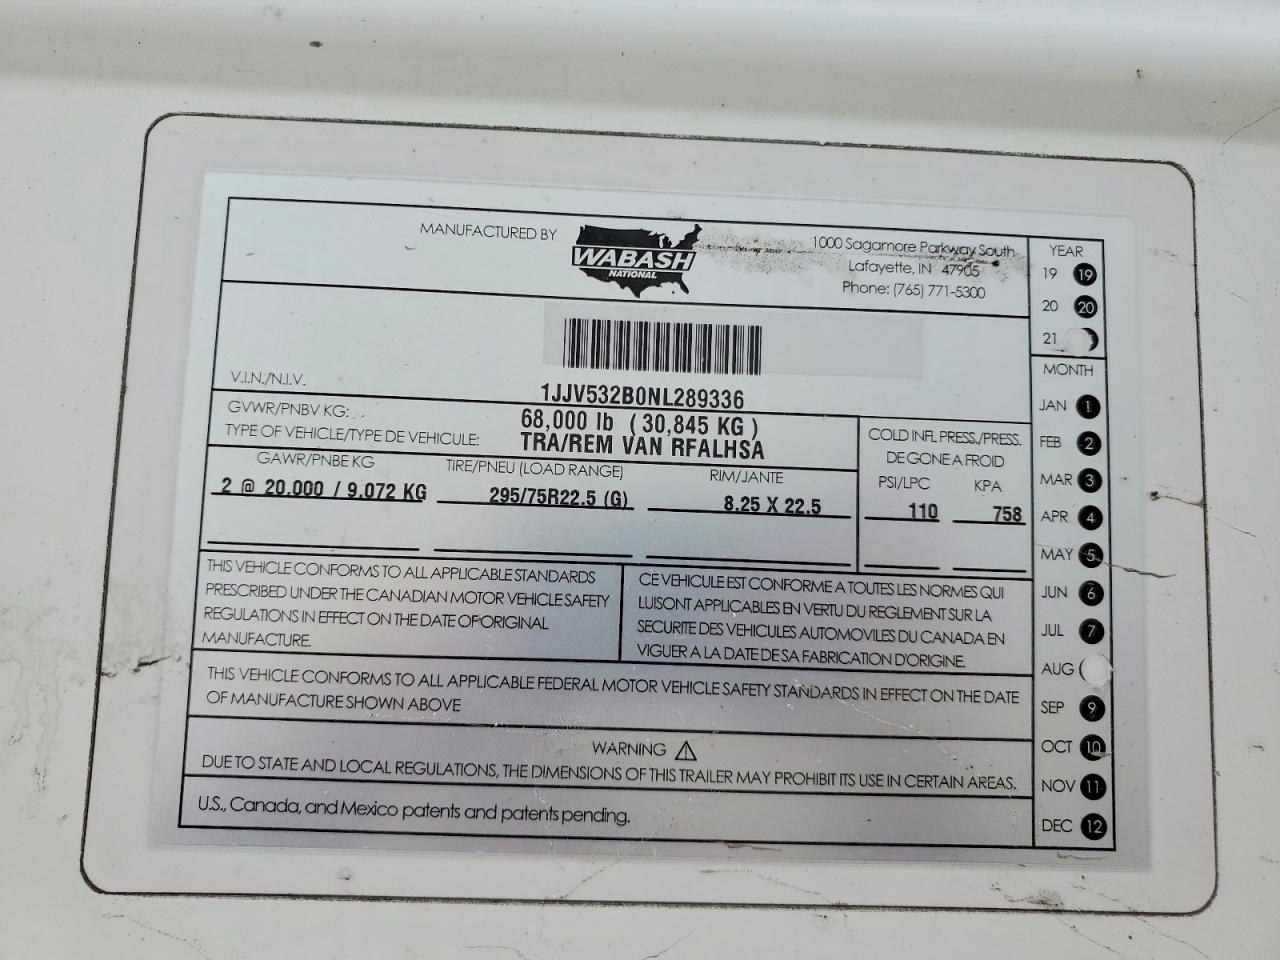 MANUFACTURED BY
WABASH
NATIONAL
1000 Sagamore Parkway South
Lafayette, IN 47905
Phone: (765) 771-5300
V.I.N./N.I.V.
1JJV532B0NL289336
GVWR/PNBV KG:
68,000 lb ( 30,845 KG )
TYPE OF VEHICLE/TYPE DE VEHICULE:
TRA/REM VAN RFALHSA
GAWR/PNBE KG
TIRE/PNEU (LOAD RANGE)
RIM/JANTE
COLD INFL PRESS./PRESS.
DE GONE A FROID
PSI/LPC KPA
2 @ 20.000 / 9.072 KG
295/75R22.5 (G)
8.25 X 22.5
110 758
THIS VEHICLE CONFORMS TO ALL APPLICABLE STANDARDS
PRESCRIBED UNDER THE CANADIAN MOTOR VEHICLE SAFETY
REGULATIONS IN EFFECT ON THE DATE OF ORIGINAL
MANUFACTURE.
CE VEHICULE EST CONFORME A TOUTES LES NORMES QUI
LUI SONT APPLICABLES EN VERTU DU REGLEMENT SUR LA
SECURITE DES VEHICULES AUTOMOVILES DU CANADA EN
VIGUER A LA DATE DE SA FABRICATION D'ORIGINE.
THIS VEHICLE CONFORMS TO ALL APPLICABLE FEDERAL MOTOR VEHICLE SAFETY STANDARDS IN EFFECT ON THE DATE
OF MANUFACTURE SHOWN ABOVE
WARNING
DUE TO STATE AND LOCAL REGULATIONS, THE DIMENSIONS OF THIS TRAILER MAY PROHIBIT ITS USE IN CERTAIN AREAS.
U.S., Canada, and Mexico patents and patents pending.
YEAR
19 19
20 20
21
MONTH
JAN 1
FEB 2
MAR 3
APR 4
MAY 5
JUN 6
JUL 7
AUG
SEP 9
OCT 10
NOV 11
DEC 12